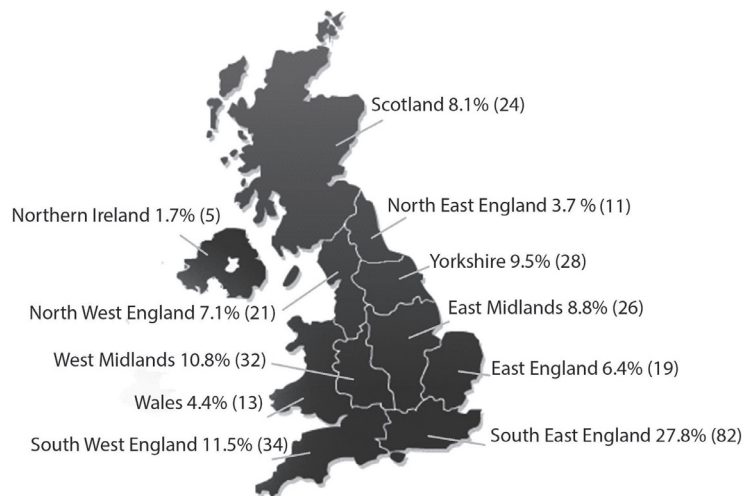 Scotland 8.1% (24)
Northern Ireland 1.7% (5)
North East England 3.7 % (11)
Yorkshire 9.5% (28)
North West England 7.1% (21)
East Midlands 8.8% (26)
West Midlands 10.8% (32)
East England 6.4% (19)
Wales 4.4% (13)
South West England 11.5% (34)
South East England 27.8% (82)